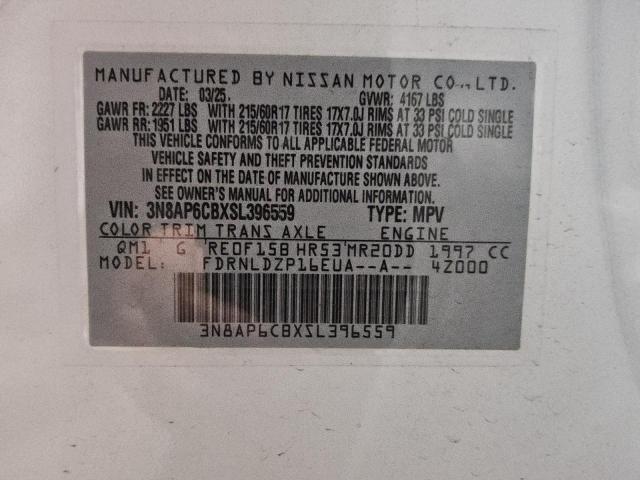 MANUFACTURED BY NISSAN MOTOR CO., LTD.
DATE: 03/25. GVWR: 4167 LBS
GAWR FR: 2227 LBS WITH 215/60R17 TIRES 17X7.0J RIMS AT 33 PSI COLD SINGLE
GAWR RR: 1951 LBS WITH 215/60R17 TIRES 17X7.0J RIMS AT 33 PSI COLD SINGLE
THIS VEHICLE CONFORMS TO ALL APPLICABLE FEDERAL MOTOR
VEHICLE SAFETY AND THEFT PREVENTION STANDARDS
IN EFFECT ON THE DATE OF MANUFACTURE SHOWN ABOVE.
SEE OWNER'S MANUAL FOR ADDITIONAL INFORMATION.
VIN: 3N8AP6CBXSL396559 TYPE: MPV
COLOR TRIM TRANS AXLE ENGINE
QM1 G RE0F15B HR53 MR20DD 1997 CC
MODEL: FDRNLDZP16EUA--A-- 4Z000
3N8AP6CBXSL396559